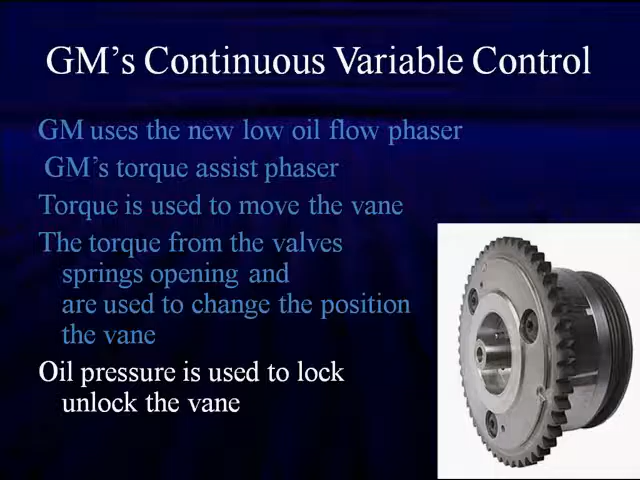 GM's Continuous Variable Control
GM uses the new low oil flow phaser
GM's torque assist phaser
Torque is used to move the vane
The torque from the valves
springs opening and
are used to change the position
the vane
Oil pressure is used to lock
unlock the vane